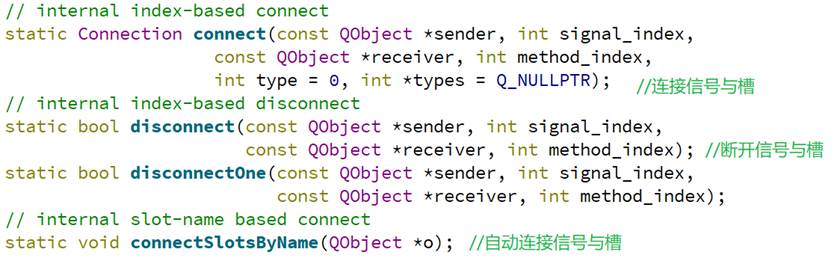 // internal index-based connect
static Connection connect(const QObject *sender, int signal_index,
const QObject *receiver, int method_index,
int type = 0, int *types = Q_NULLPTR); //连接信号与槽
// internal index-based disconnect
static bool disconnect(const QObject *sender, int signal_index,
const QObject *receiver, int method_index); //断开信号与槽
static bool disconnectOne(const QObject *sender, int signal_index,
const QObject *receiver, int method_index);
// internal slot-name based connect
static void connectSlotsByName(QObject *o); //自动连接信号与槽